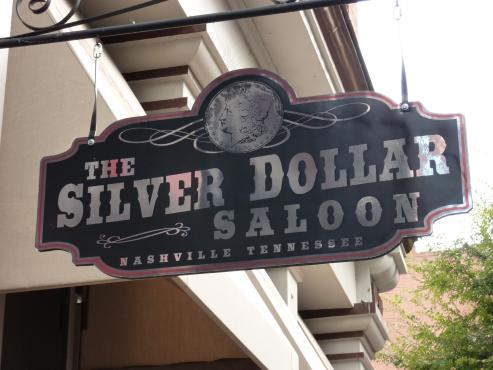 THE
SILVER DOLLAR
SALOON
NASHVILLE TENNESSEE